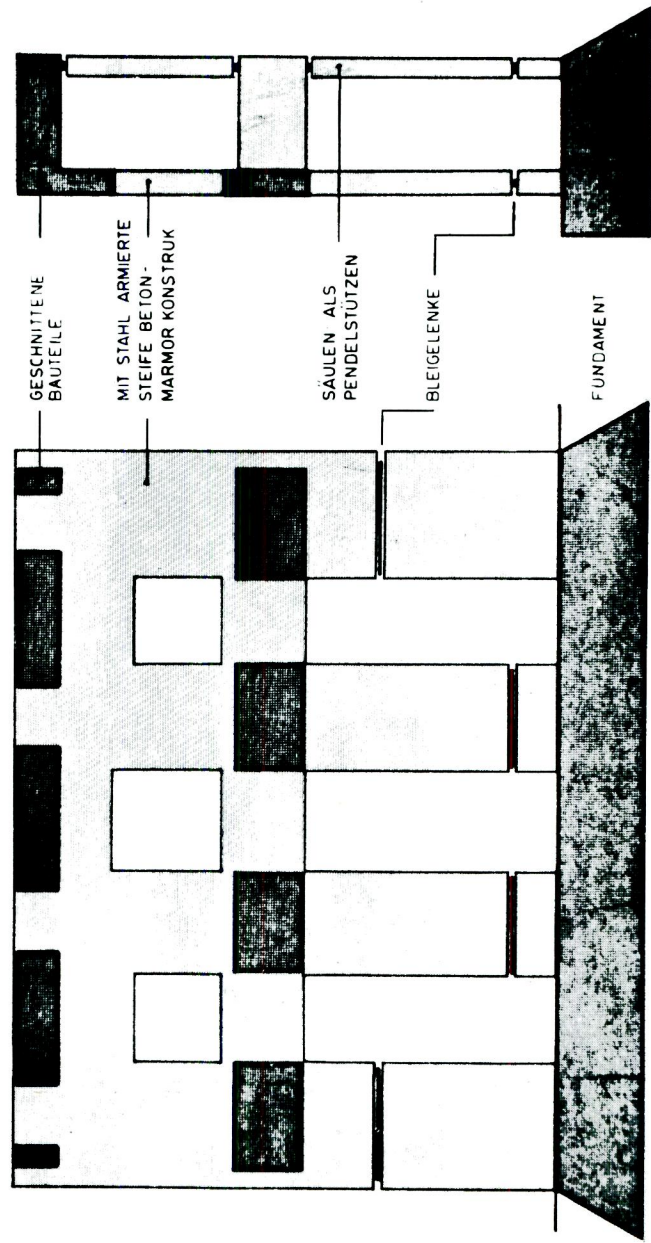 GESCHNITTENE
BAUTEILE
MIT STAHL ARMIERTE
STEIFE BETON-
MARMOR KONSTRUK
SÄULEN ALS
PENDELSTÜTZEN
BLEIGELENKE
FUNDAMENT